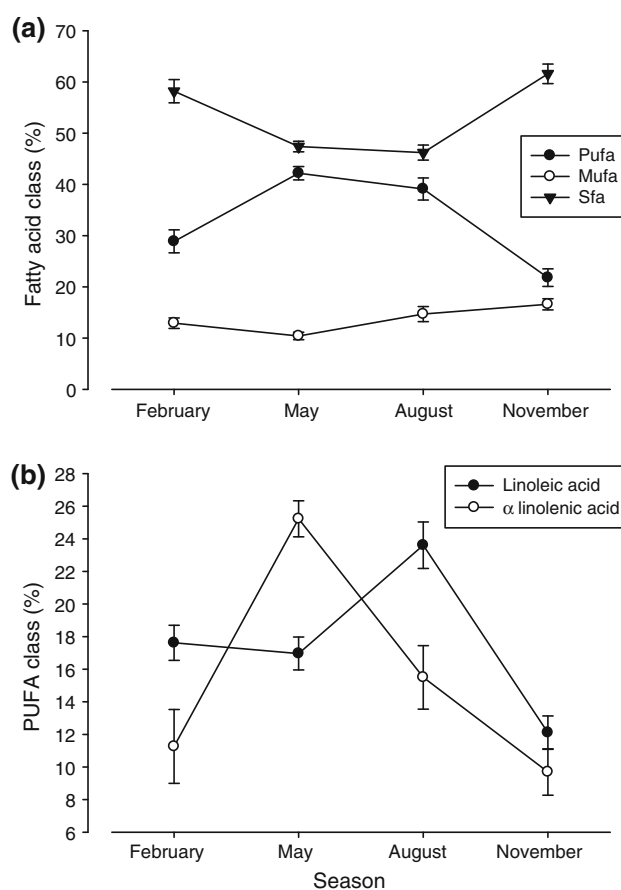 (a)
Fatty acid class (%)
70
60
50
40
30
20
10
0
Pufa
Mufa
Sfa
February May August November
(b)
PUFA class (%)
28
26
24
22
20
18
16
14
12
10
8
6
Linoleic acid
α linolenic acid
February May August November
Season